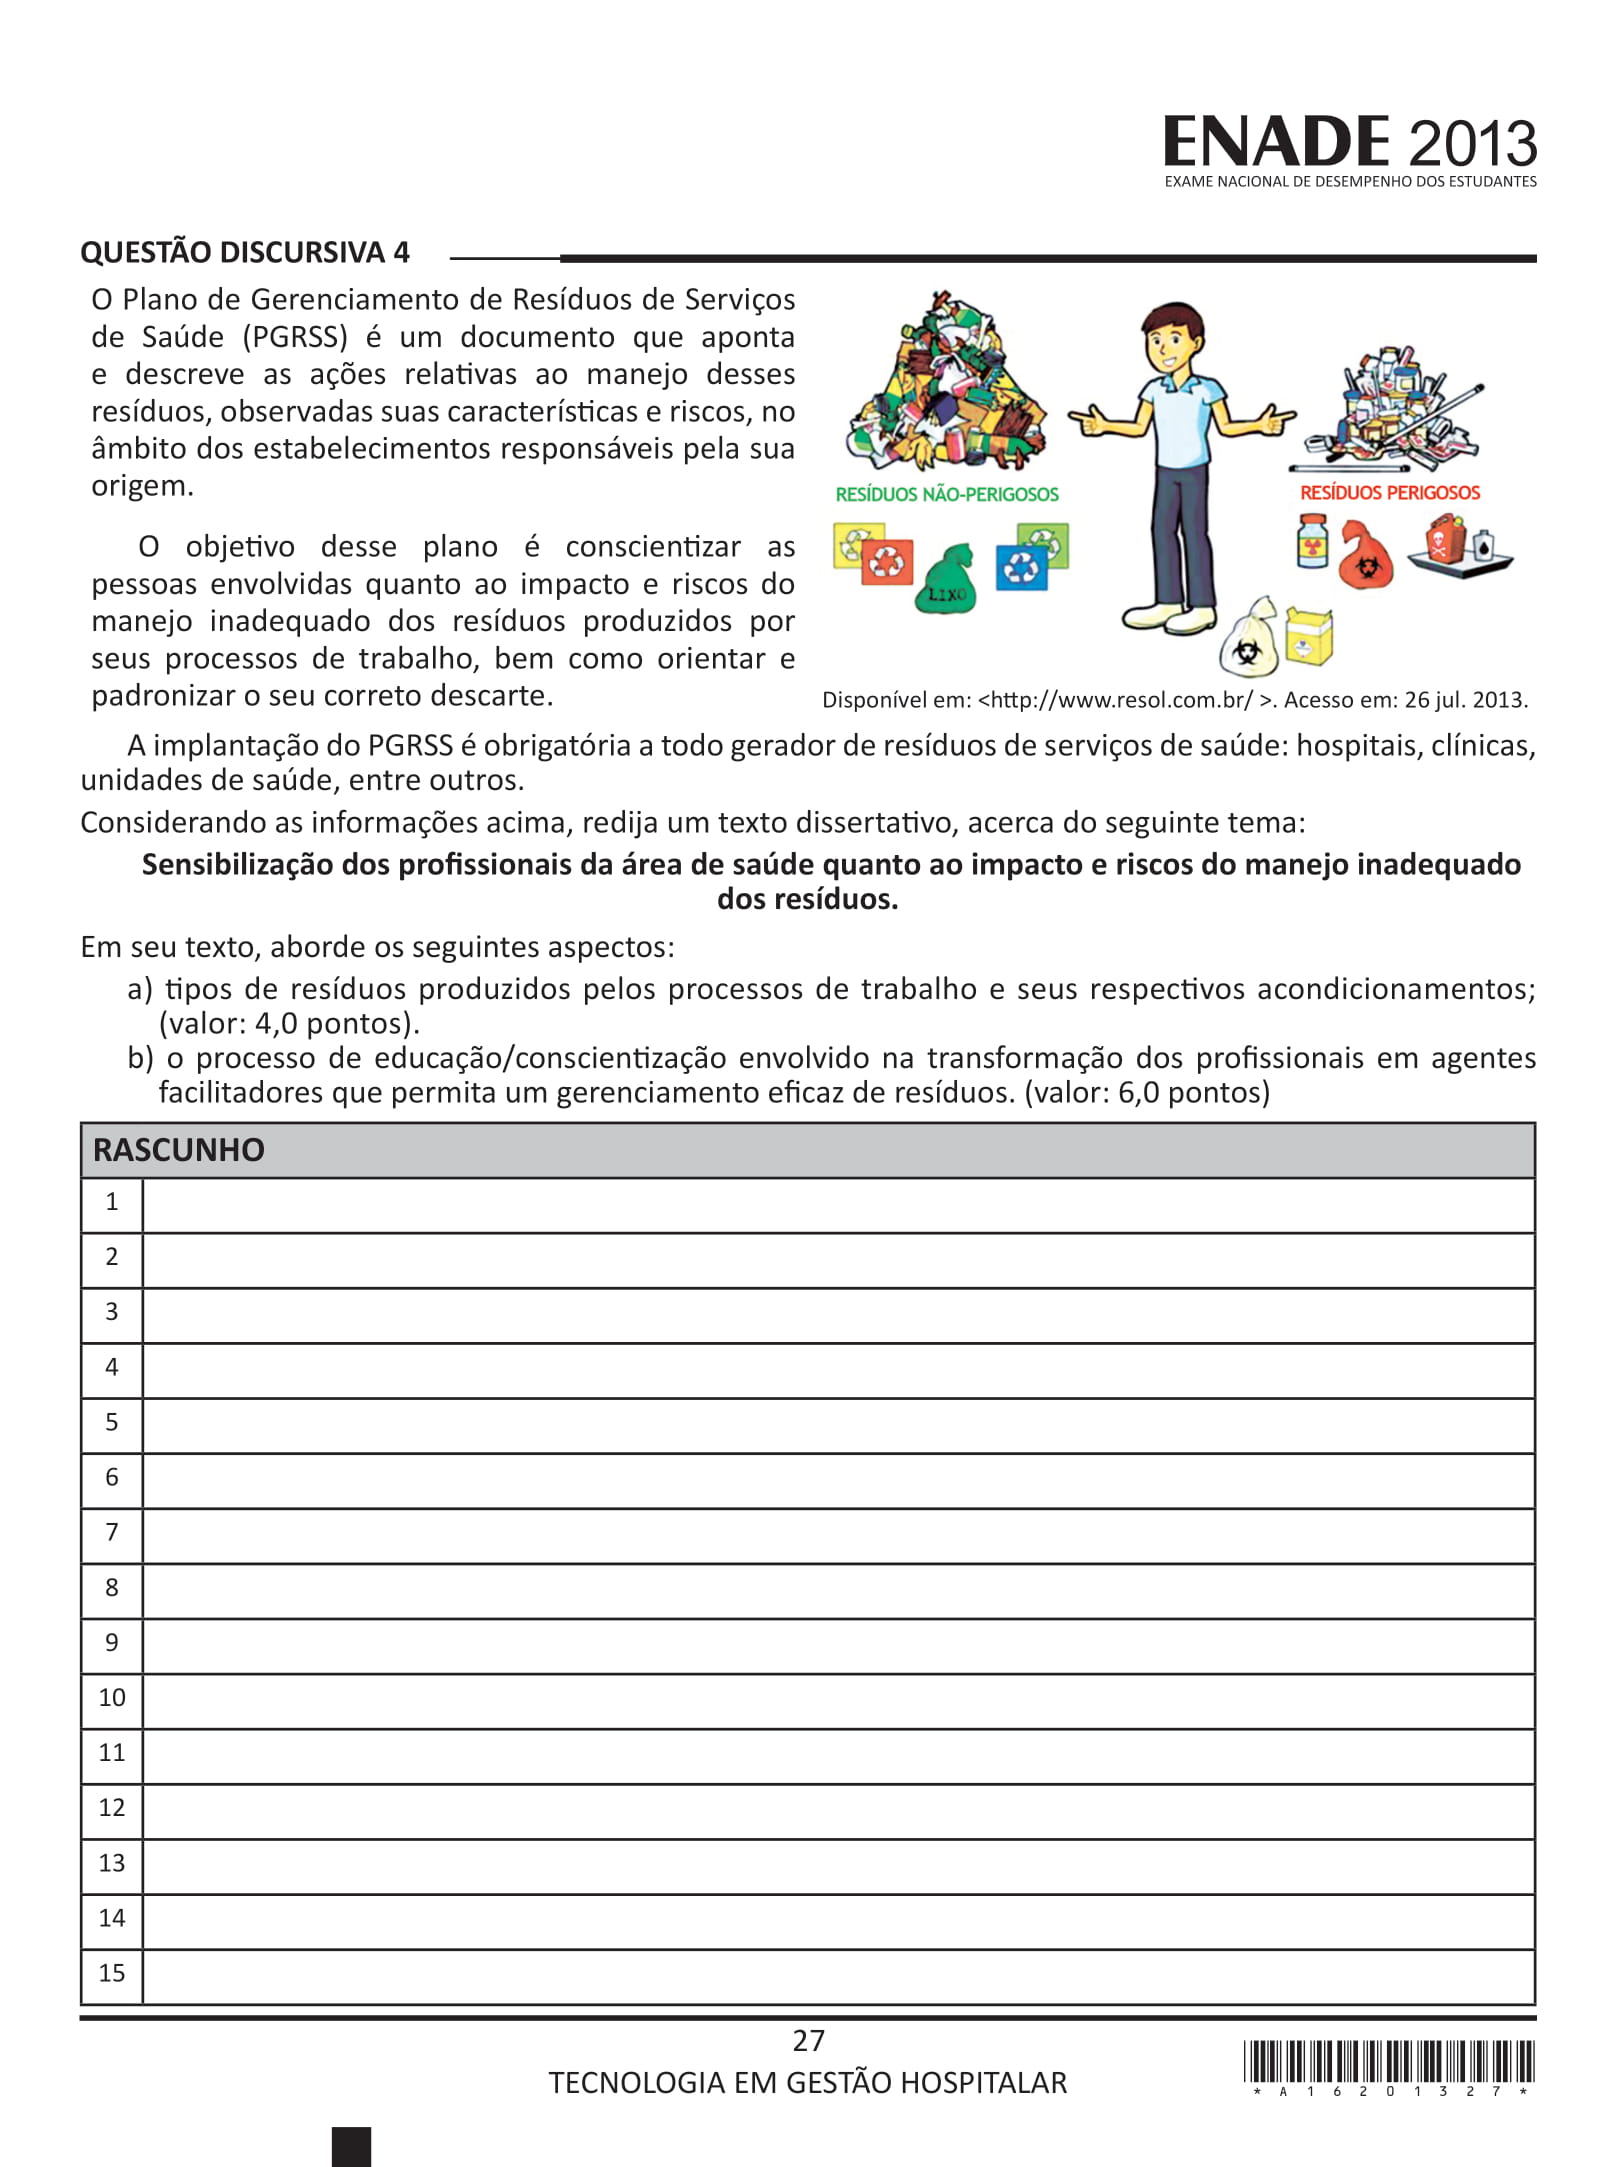 ENADE 2013
EXAME NACIONAL DE DESEMPENHO DOS ESTUDANTES
QUESTÃO DISCURSIVA 4
O Plano de Gerenciamento de Resíduos de Serviços
de Saúde (PGRSS) é um documento que aponta
e descreve as ações relativas ao manejo desses
resíduos, observadas suas características e riscos, no
âmbito dos estabelecimentos responsáveis pela sua
origem.
O objetivo desse plano é conscientizar as
pessoas envolvidas quanto ao impacto e riscos do
manejo inadequado dos resíduos produzidos por
seus processos de trabalho, bem como orientar e
padronizar o seu correto descarte.
RESÍDUOS NÃO-PERIGOSOS
RESÍDUOS PERIGOSOS
LIXO
Disponível em: <http://www.resol.com.br/ >. Acesso em: 26 jul. 2013.
A implantação do PGRSS é obrigatória a todo gerador de resíduos de serviços de saúde: hospitais, clínicas,
unidades de saúde, entre outros.
Considerando as informações acima, redija um texto dissertativo, acerca do seguinte tema:
Sensibilização dos profissionais da área de saúde quanto ao impacto e riscos do manejo inadequado
dos resíduos.
Em seu texto, aborde os seguintes aspectos:
a) tipos de resíduos produzidos pelos processos de trabalho e seus respectivos acondicionamentos;
(valor: 4,0 pontos).
b) o processo de educação/conscientização envolvido na transformação dos profissionais em agentes
facilitadores que permita um gerenciamento eficaz de resíduos. (valor: 6,0 pontos)
RASCUNHO
1
2
3
4
5
6
7
8
9
10
11
12
13
14
15
27
TECNOLOGIA EM GESTÃO HOSPITALAR
* A 1 6 2 0 1 3 2 7 *